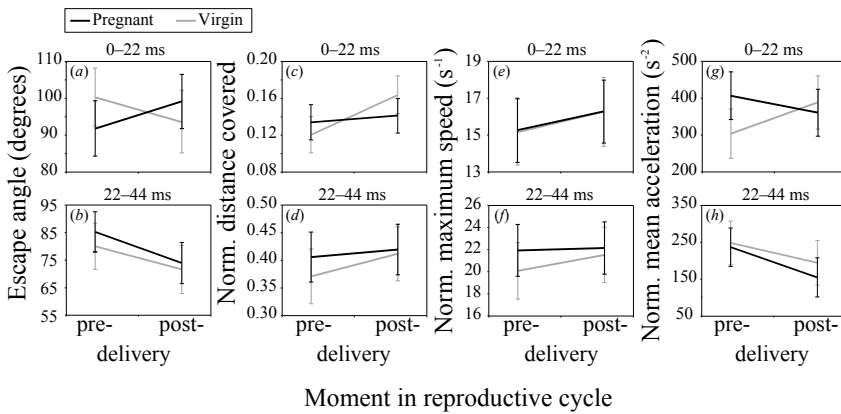 Pregnant Virgin
0–22 ms 0–22 ms 0–22 ms 0–22 ms
Escape angle (degrees)
(a)
110
100
90
80
Norm. distance covered
(c)
0.20
0.16
0.12
0.08
Norm. maximum speed (s⁻¹)
(e)
19
17
15
13
Norm. mean acceleration (s⁻²)
(g)
500
400
300
200
22–44 ms 22–44 ms 22–44 ms 22–44 ms
(b)
95
85
75
65
55
(d)
0.50
0.45
0.40
0.35
0.30
(f)
26
24
22
20
18
16
(h)
350
250
150
50
pre- post- pre- post- pre- post- pre- post-
delivery delivery delivery delivery
Moment in reproductive cycle